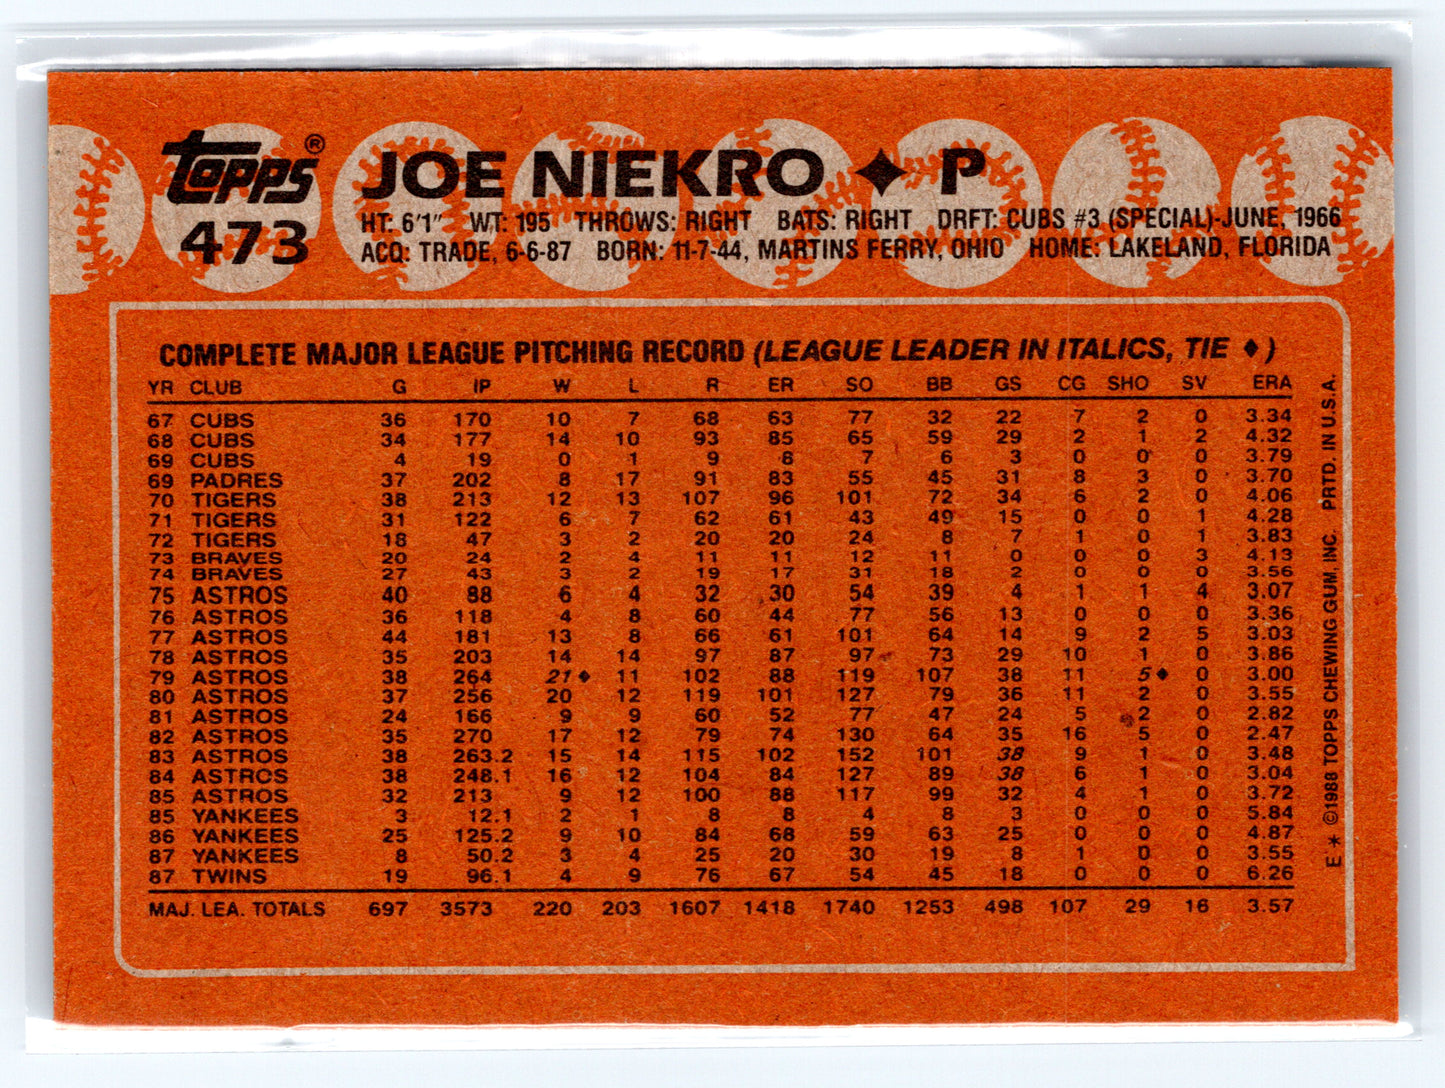 TOPPS®
473
JOE NIEKRO ♦ P
HT: 6'1" WT: 195 THROWS: RIGHT BATS: RIGHT DRFT: CUBS #3 (SPECIAL)-JUNE, 1966
ACQ: TRADE, 6-6-87 BORN: 11-7-44, MARTINS FERRY, OHIO HOME: LAKELAND, FLORIDA
COMPLETE MAJOR LEAGUE PITCHING RECORD (LEAGUE LEADER IN ITALICS, TIE ♦)
YR CLUB G IP W L R ER SO BB GS CG SHO SV ERA
67 CUBS 36 170 10 7 68 63 77 32 22 7 2 0 3.34
68 CUBS 34 177 14 10 93 85 65 59 29 2 1 2 4.32
69 CUBS 4 19 0 1 9 8 7 6 3 0 0 0 3.79
69 PADRES 37 202 8 17 91 83 55 45 31 8 3 0 3.70
70 TIGERS 38 213 12 13 107 96 101 72 34 6 2 0 4.06
71 TIGERS 31 122 6 7 62 61 43 49 15 0 0 1 4.28
72 TIGERS 18 47 3 2 20 20 24 8 7 1 0 1 3.83
73 BRAVES 20 24 2 4 11 11 12 11 0 0 0 3 4.13
74 BRAVES 27 43 3 2 19 17 31 18 2 0 0 0 3.56
75 ASTROS 40 88 6 4 32 30 54 39 4 1 1 4 3.07
76 ASTROS 36 118 4 8 60 44 77 56 13 0 0 0 3.36
77 ASTROS 44 181 13 8 66 61 101 64 14 9 2 5 3.03
78 ASTROS 35 203 14 14 97 87 97 73 29 10 1 0 3.86
79 ASTROS 38 264 21♦ 11 102 88 119 107 38 11 5♦ 0 3.00
80 ASTROS 37 256 20 12 119 101 127 79 36 11 2 0 3.55
81 ASTROS 24 166 9 9 60 52 77 47 24 5 2 0 2.82
82 ASTROS 35 270 17 12 79 74 130 64 35 16 5 0 2.47
83 ASTROS 38 263.2 15 14 115 102 152 101 38 9 1 0 3.48
84 ASTROS 38 248.1 16 12 104 84 127 89 38 6 1 0 3.04
85 ASTROS 32 213 9 12 100 88 117 99 32 4 1 0 3.72
85 YANKEES 3 12.1 2 1 8 8 4 8 3 0 0 0 5.84
86 YANKEES 25 125.2 9 10 84 68 59 63 25 0 0 0 4.87
87 YANKEES 8 50.2 3 4 25 20 30 19 8 1 0 0 3.55
87 TWINS 19 96.1 4 9 76 67 54 45 18 0 0 0 6.26
MAJ. LEA. TOTALS 697 3573 220 203 1607 1418 1740 1253 498 107 29 16 3.57
E * ©1988 TOPPS CHEWING GUM, INC. PRTD. IN U.S.A.